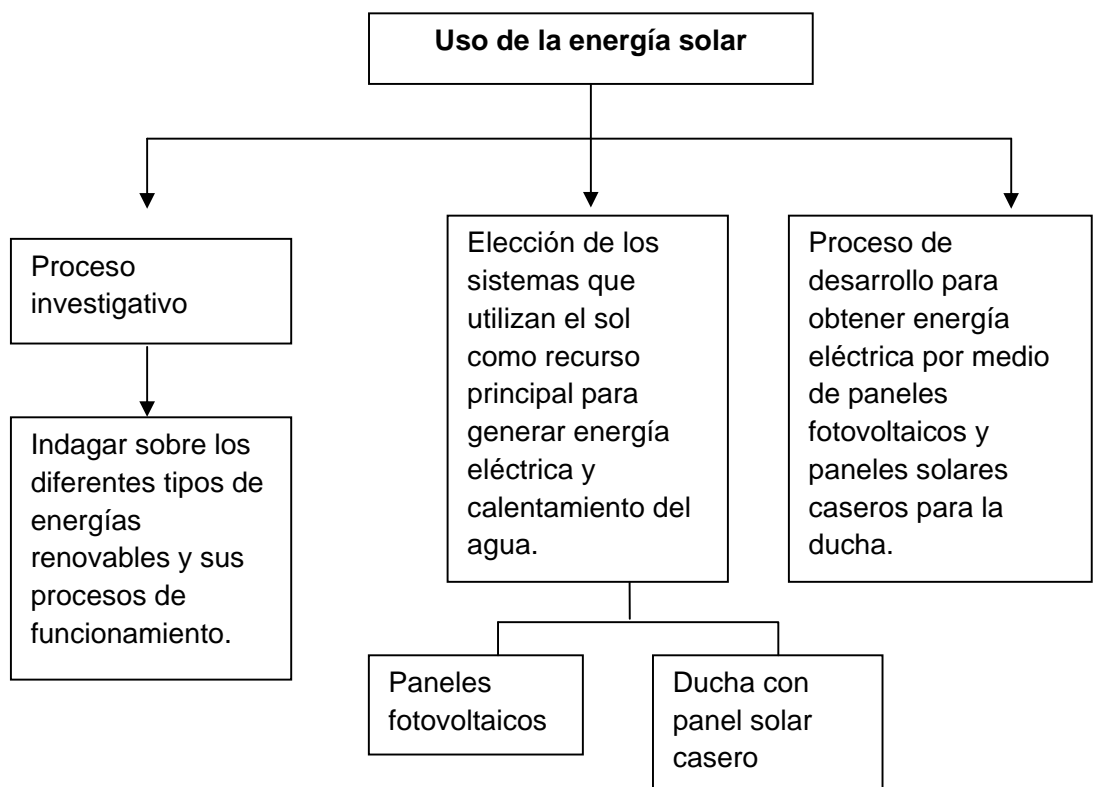 Uso de la energía solar
Proceso
investigativo
Indagar sobre los
diferentes tipos de
energías
renovables y sus
procesos de
funcionamiento.
Elección de los
sistemas que
utilizan el sol
como recurso
principal para
generar energía
eléctrica y
calentamiento del
agua.
Paneles
fotovoltaicos
Ducha con
panel solar
casero
Proceso de
desarrollo para
obtener energía
eléctrica por medio
de paneles
fotovoltaicos y
paneles solares
caseros para la
ducha.